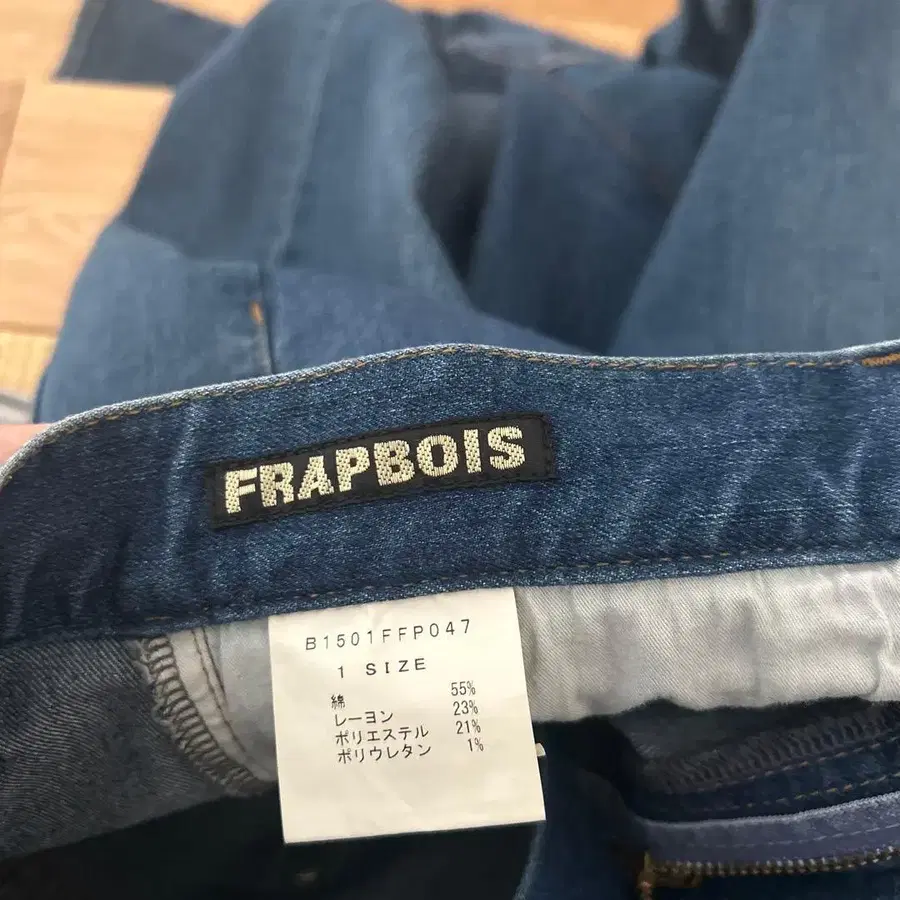 FRAPBOIS
B1501FFP047
1 SIZE
綿 55%
レーヨン 23%
ポリエステル 21%
ポリウレタン 1%